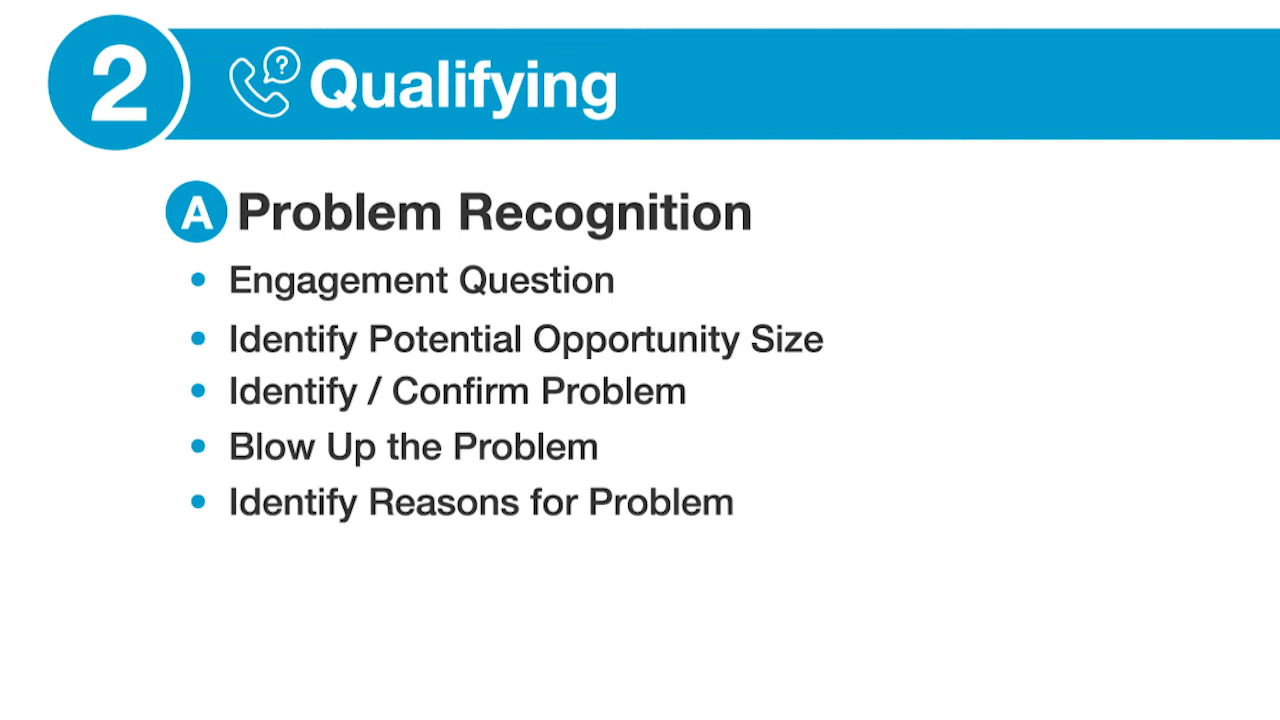 2
? Qualifying
A Problem Recognition
• Engagement Question
• Identify Potential Opportunity Size
• Identify / Confirm Problem
• Blow Up the Problem
• Identify Reasons for Problem